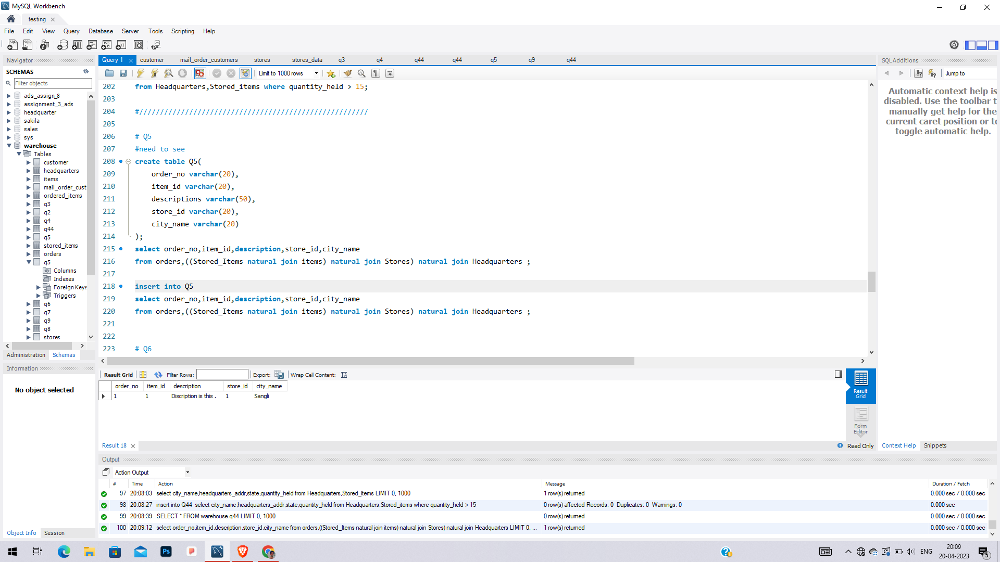 MySQL Workbench
testing
File Edit View Query Database Server Tools Scripting Help
Navigator
SCHEMAS
Filter objects
ads_assign_8
assignment_3_ads
headquarter
sakila
sales
sys
warehouse
Tables
customer
headquarters
items
mail_order_cust
ordered_items
q3
q2
q4
q44
q5
stored_items
orders
q5
Columns
Indexes
Foreign Keys
Triggers
q6
q7
q9
q8
stores
Administration Schemas
Information
No object selected
Object Info Session
Query 1 customer mail_order_customers stores stores_data q3 q4 q44 q44 q5 q9 q44
Limit to 1000 rows
202 from Headquarters,Stored_items where quantity_held > 15;
203
204 #///////////////////////////////////////////////////////
205
206 # Q5
207 #need to see
208 create table Q5(
209 order_no varchar(20),
210 item_id varchar(20),
211 descriptions varchar(50),
212 store_id varchar(20),
213 city_name varchar(20)
214 );
215 select order_no,item_id,description,store_id,city_name
216 from orders,((Stored_Items natural join items) natural join Stores) natural join Headquarters ;
217
218 insert into Q5
219 select order_no,item_id,description,store_id,city_name
220 from orders,((Stored_Items natural join items) natural join Stores) natural join Headquarters ;
221
222
223 # Q6
Result Grid Filter Rows: Export: Wrap Cell Content:
order_no item_id description store_id city_name
1 1 Discription is this . 1 Sangli
Result Grid
Form Editor
Result 18
Read Only
SQLAdditions
Jump to
Automatic context help is
disabled. Use the toolbar t
manually get help for the
current caret position or to
toggle automatic help.
Context Help Snippets
Output
Action Output
# Time Action Message Duration / Fetch
97 20:08:03 select city_name,headquarters_addr,state,quantity_held from Headquarters,Stored_items LIMIT 0, 1000 1 row(s) returned 0.000 sec / 0.000 sec
98 20:08:27 insert into Q44 select city_name,headquarters_addr,state,quantity_held from Headquarters,Stored_items where quantity_held > 15 0 row(s) affected Records: 0 Duplicates: 0 Warnings: 0 0.000 sec
99 20:08:39 SELECT * FROM warehouse.q44 LIMIT 0, 1000 0 row(s) returned 0.000 sec / 0.000 sec
100 20:09:12 select order_no,item_id,description,store_id,city_name from orders,((Stored_Items natural join items) natural join Stores) natural join Headquarters LIMIT 0, ... 1 row(s) returned 0.000 sec / 0.000 sec
Ps
ENG
20:09
20-04-2023
5